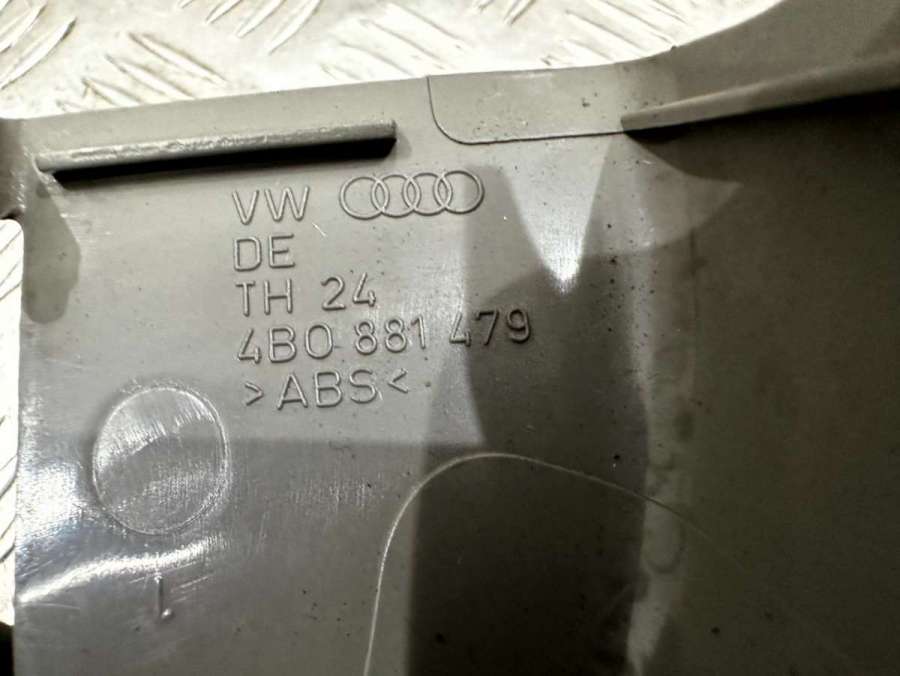 VW
DE
TH 24
4B0 881 479
>ABS<